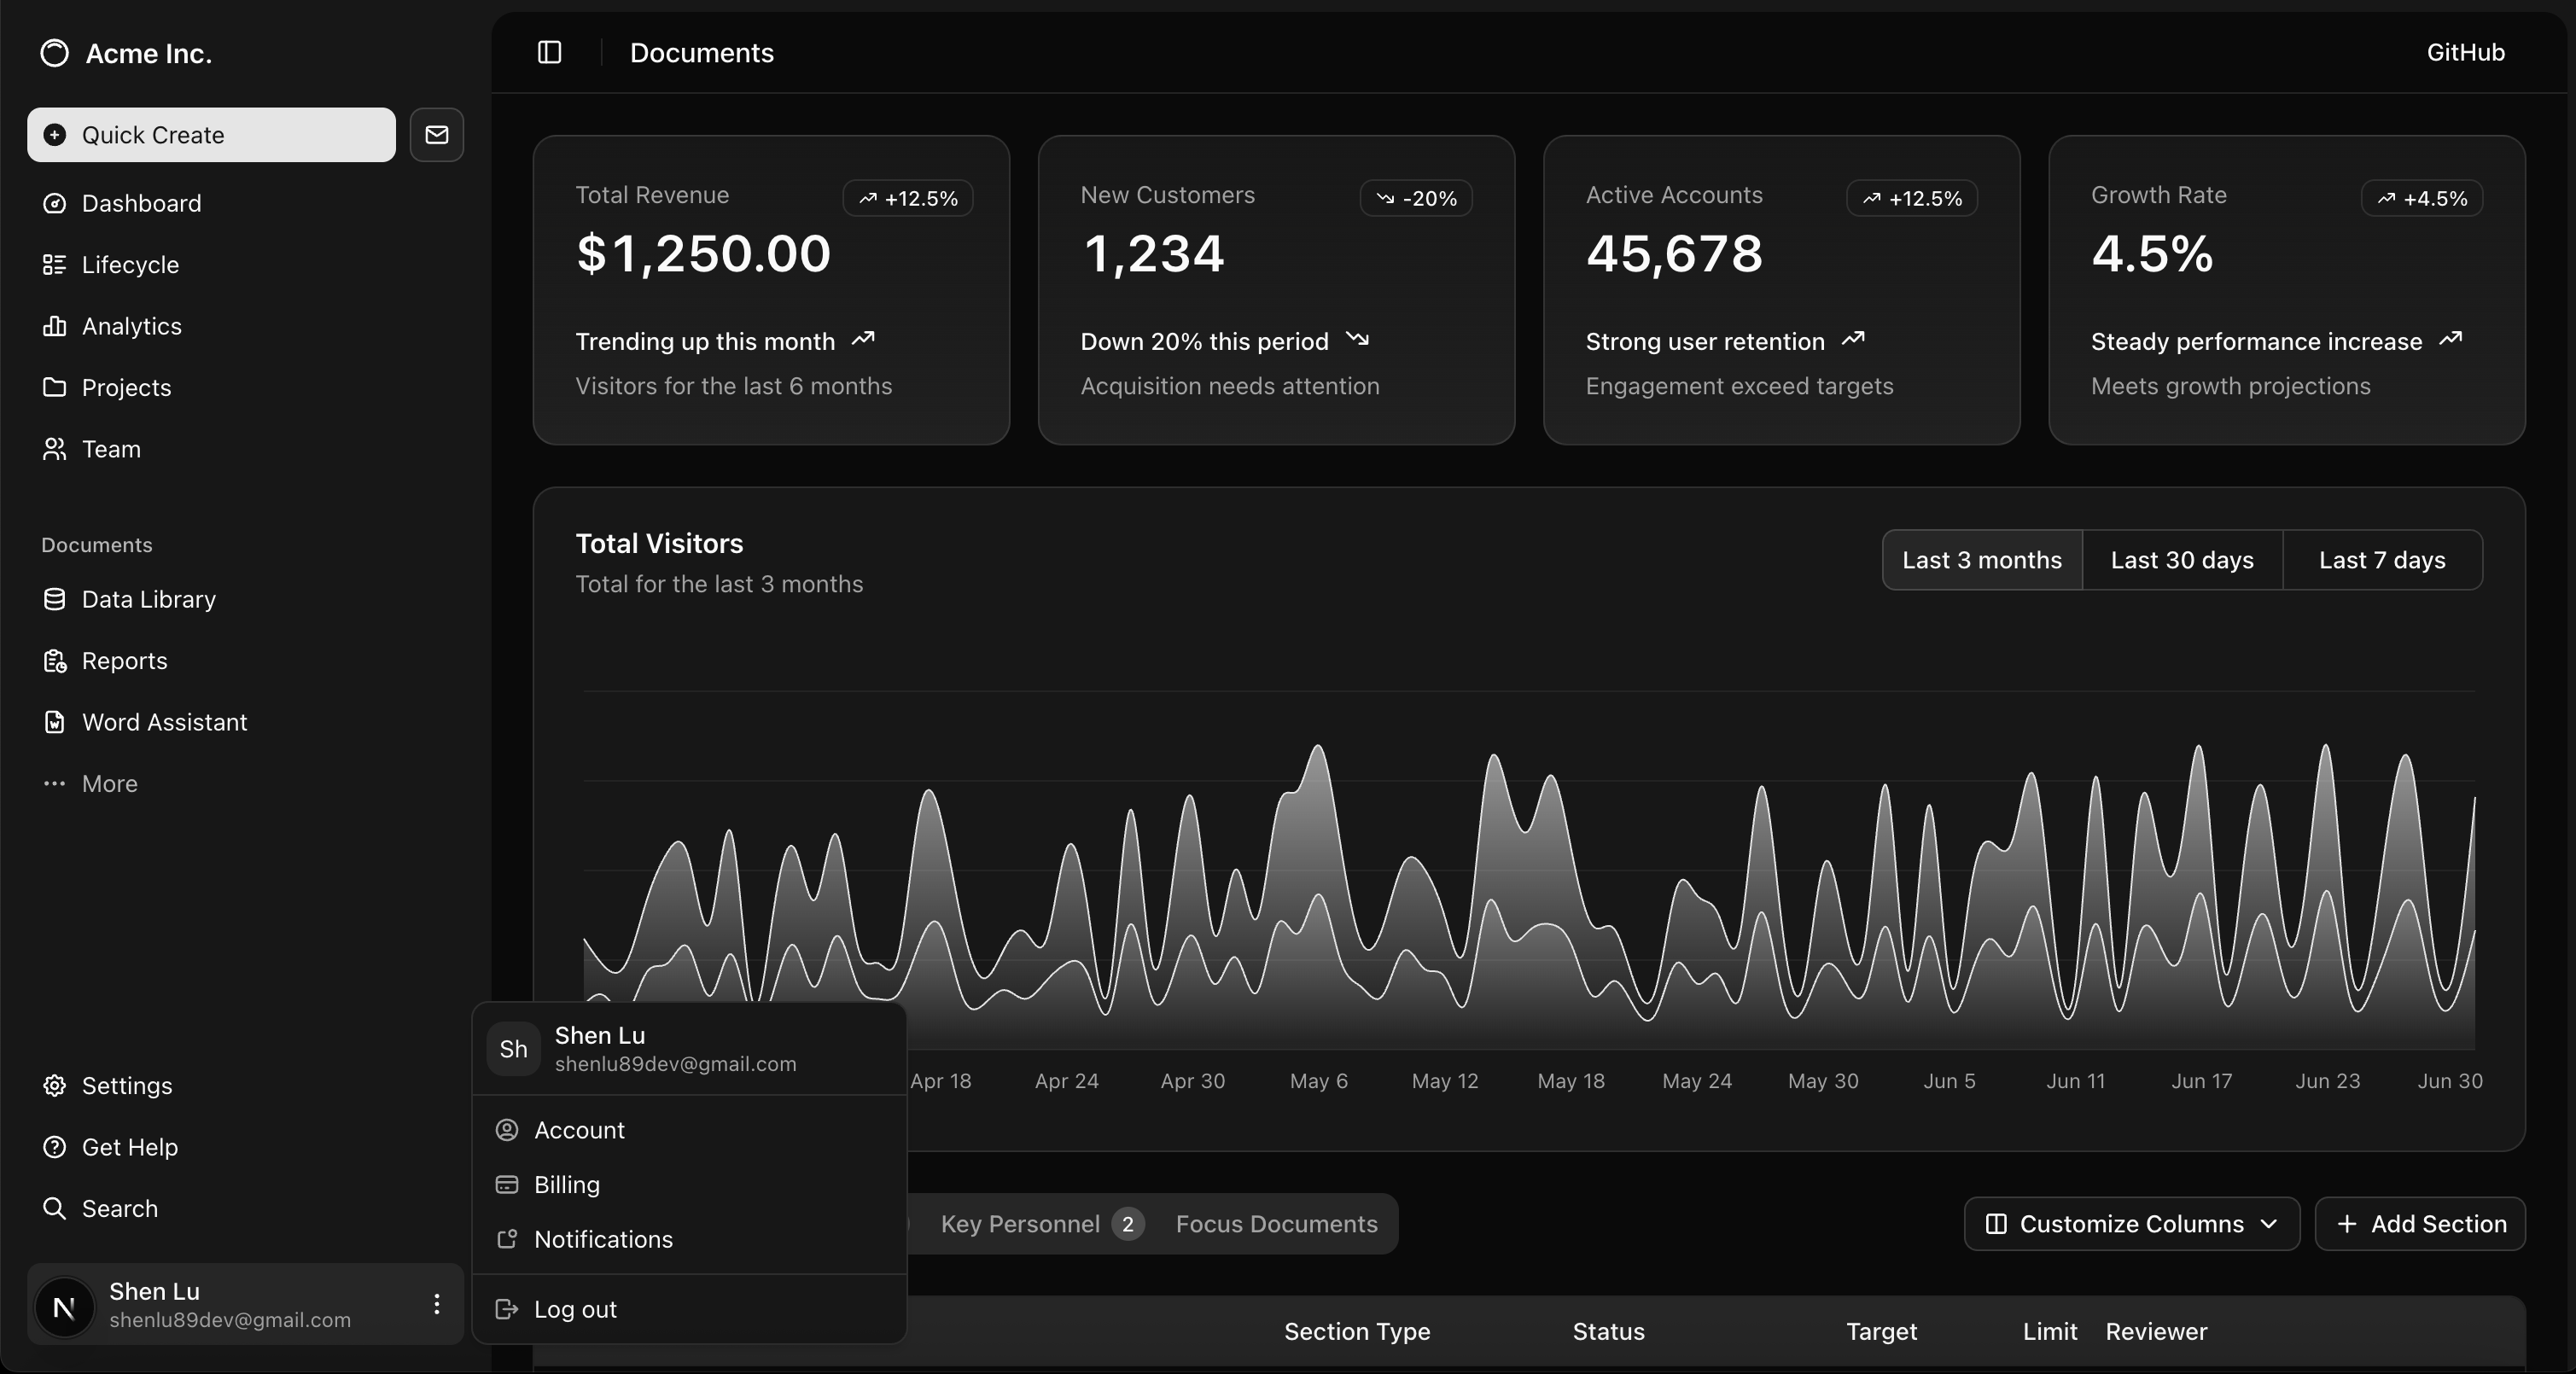 Acme Inc.
Quick Create
Dashboard
Lifecycle
Analytics
Projects
Team
Documents
Data Library
Reports
Word Assistant
More
Settings
Get Help
Search
N
Shen Lu
shenlu89dev@gmail.com
Documents
GitHub
Total Revenue
+12.5%
$1,250.00
Trending up this month
Visitors for the last 6 months
New Customers
-20%
1,234
Down 20% this period
Acquisition needs attention
Active Accounts
+12.5%
45,678
Strong user retention
Engagement exceed targets
Growth Rate
+4.5%
4.5%
Steady performance increase
Meets growth projections
Total Visitors
Total for the last 3 months
Last 3 months
Last 30 days
Last 7 days
Apr 18
Apr 24
Apr 30
May 6
May 12
May 18
May 24
May 30
Jun 5
Jun 11
Jun 17
Jun 23
Jun 30
Sh
Shen Lu
shenlu89dev@gmail.com
Account
Billing
Notifications
Log out
Key Personnel 2
Focus Documents
Customize Columns
Add Section
Section Type
Status
Target
Limit
Reviewer